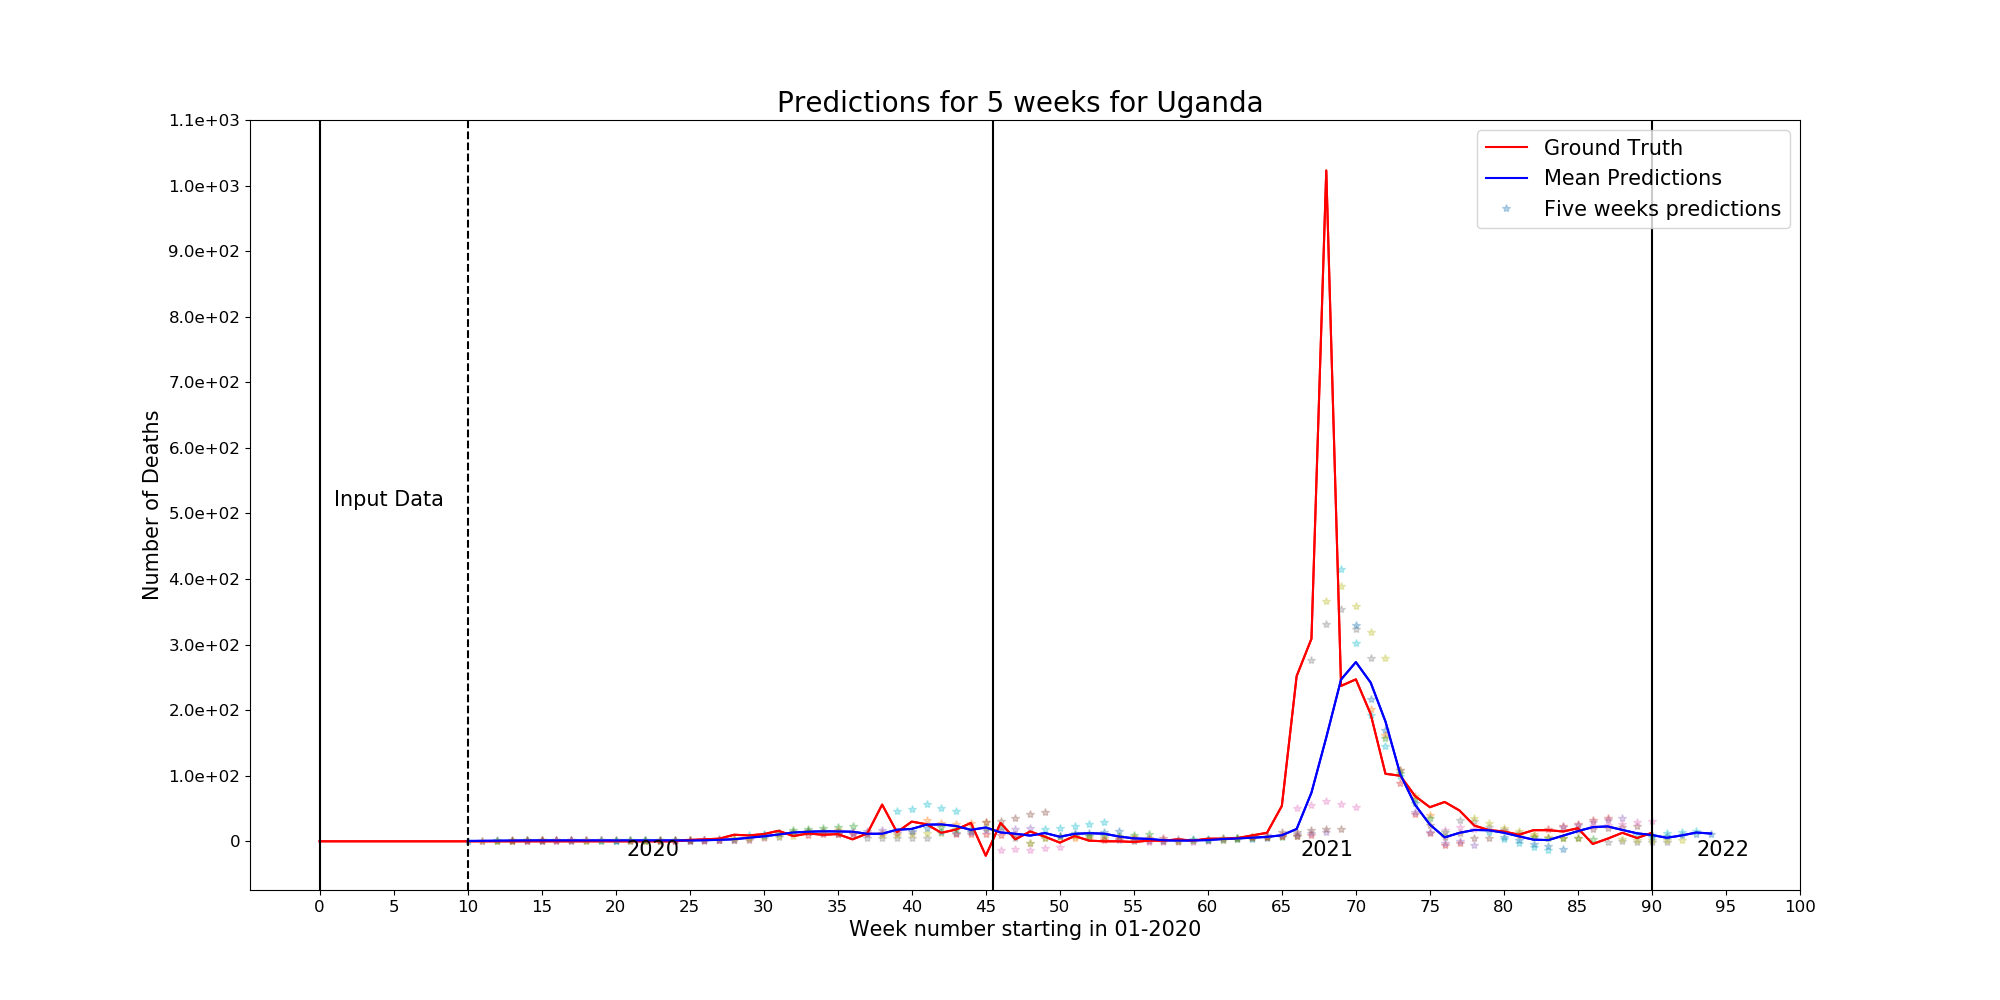 Predictions for 5 weeks for Uganda
1.1e+03
1.0e+03
9.0e+02
8.0e+02
7.0e+02
6.0e+02
5.0e+02
4.0e+02
3.0e+02
2.0e+02
1.0e+02
0
Number of Deaths
Ground Truth
Mean Predictions
Five weeks predictions
Input Data
2020 2021 2022
0 5 10 15 20 25 30 35 40 45 50 55 60 65 70 75 80 85 90 95 100
Week number starting in 01-2020